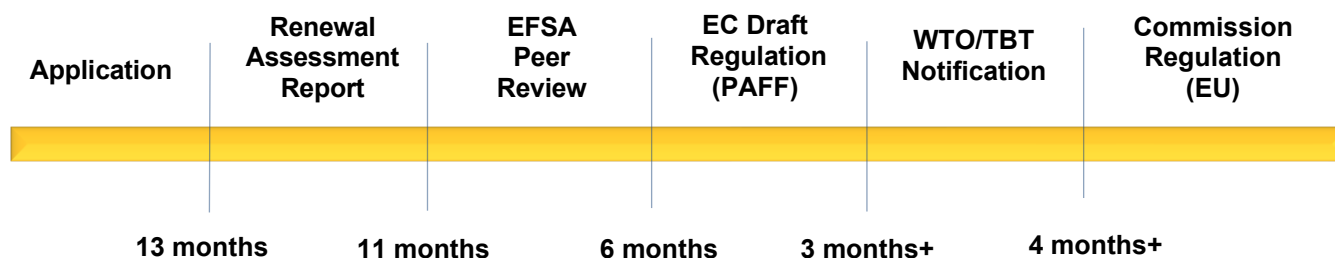 Application
Renewal
Assessment
Report
EFSA
Peer
Review
EC Draft
Regulation
(PAFF)
WTO/TBT
Notification
Commission
Regulation
(EU)
13 months
11 months
6 months
3 months+
4 months+